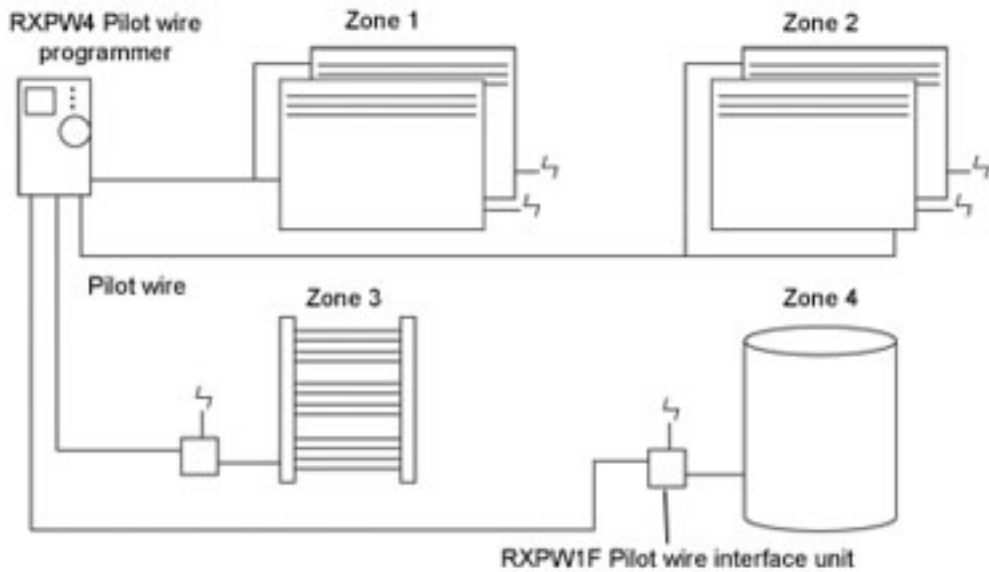 RXPW4 Pilot wire
programmer
Zone 1
Zone 2
Pilot wire
Zone 3
Zone 4
RXPW1F Pilot wire interface unit